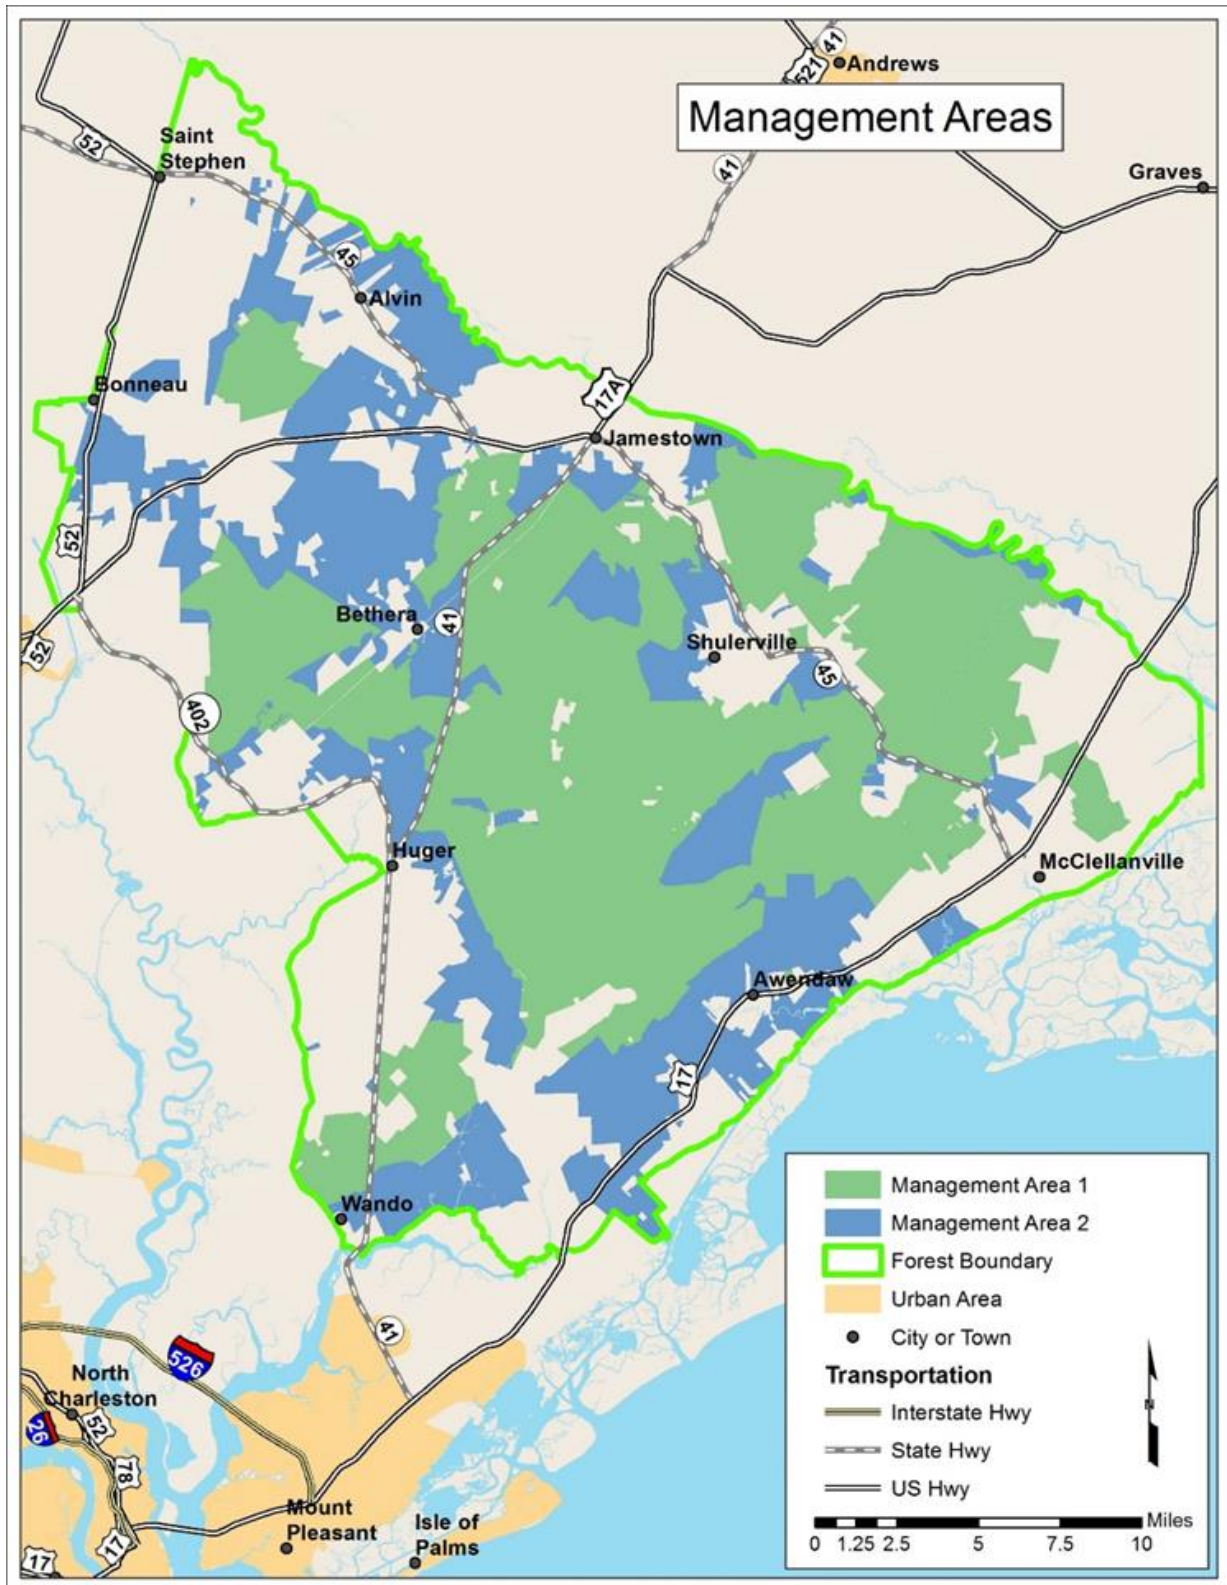 41
521
Andrews
Management Areas
52
Saint
Stephen
41
Graves
45
Alvin
Bonneau
17A
Jamestown
52
Bethera
41
52
Shulerville
45
402
Huger
McClellanville
Awendaw
17
Wando
Management Area 1
Management Area 2
Forest Boundary
Urban Area
City or Town
Transportation
Interstate Hwy
State Hwy
US Hwy
N
Miles
0 1.25 2.5 5 7.5 10
41
526
North
Charleston
26
52
78
17
17
Mount
Pleasant
Isle of
Palms